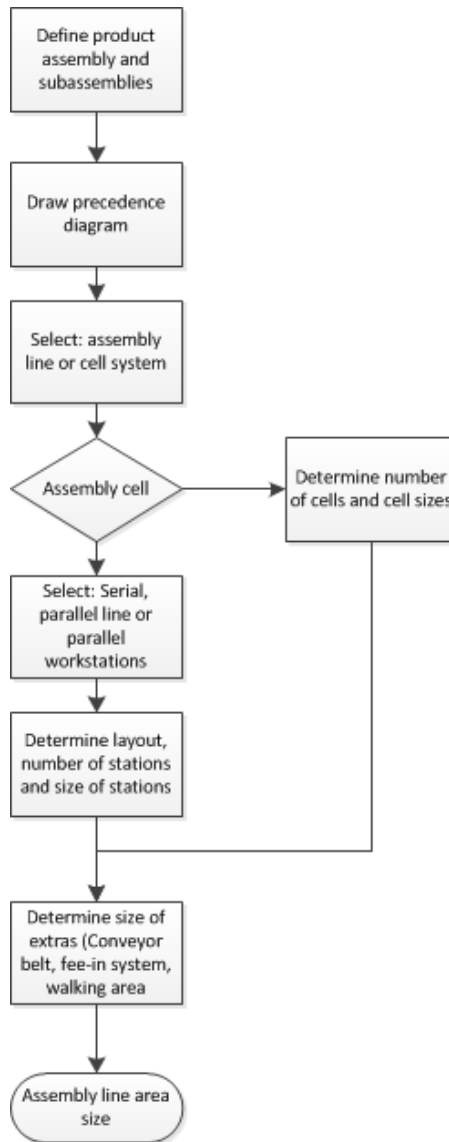 Define product
assembly and
subassemblies
Draw precedence
diagram
Select: assembly
line or cell system
Assembly cell
Determine number
of cells and cell sizes
Select: Serial,
parallel line or
parallel
workstations
Determine layout,
number of stations
and size of stations
Determine size of
extras (Conveyor
belt, fee-in system,
walking area
Assembly line area
size